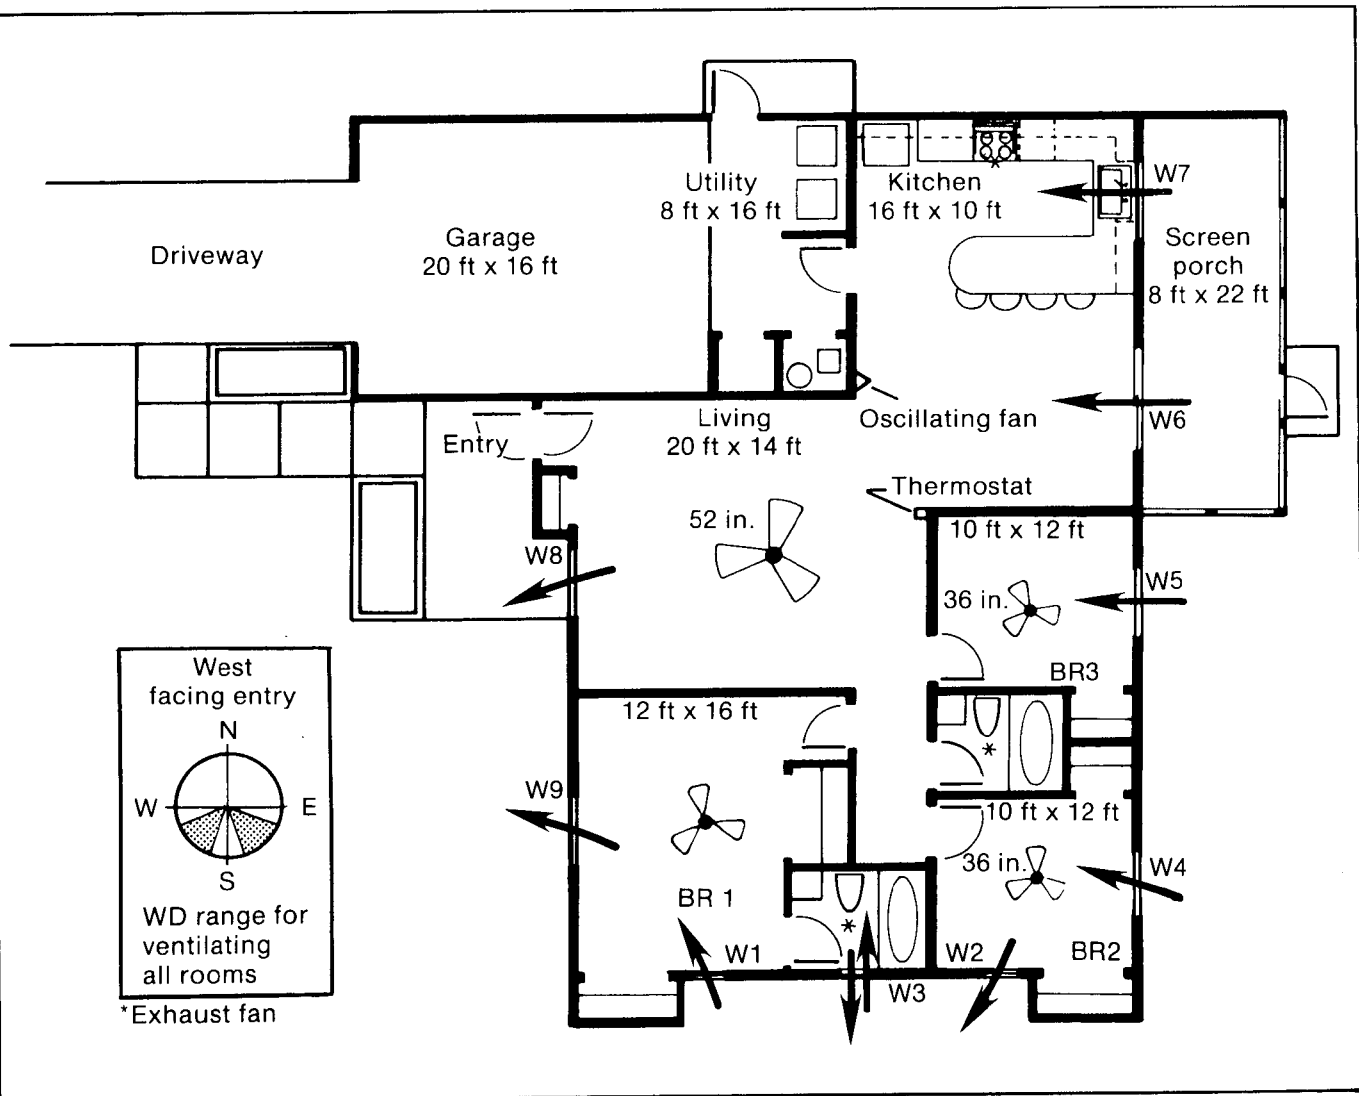 Utility
8 ft x 16 ft
Kitchen
16 ft x 10 ft
W7
Driveway
Garage
20 ft x 16 ft
Screen
porch
8 ft x 22 ft
Entry
Living
20 ft x 14 ft
Oscillating fan
W6
Thermostat
52 in.
10 ft x 12 ft
W8
W5
36 in.
BR3
West
facing entry
N
W
E
S
WD range for
ventilating
all rooms
*Exhaust fan
12 ft x 16 ft
*
W9
10 ft x 12 ft
36 in.
W4
BR 1
*
*
W1
W2
BR2
W3